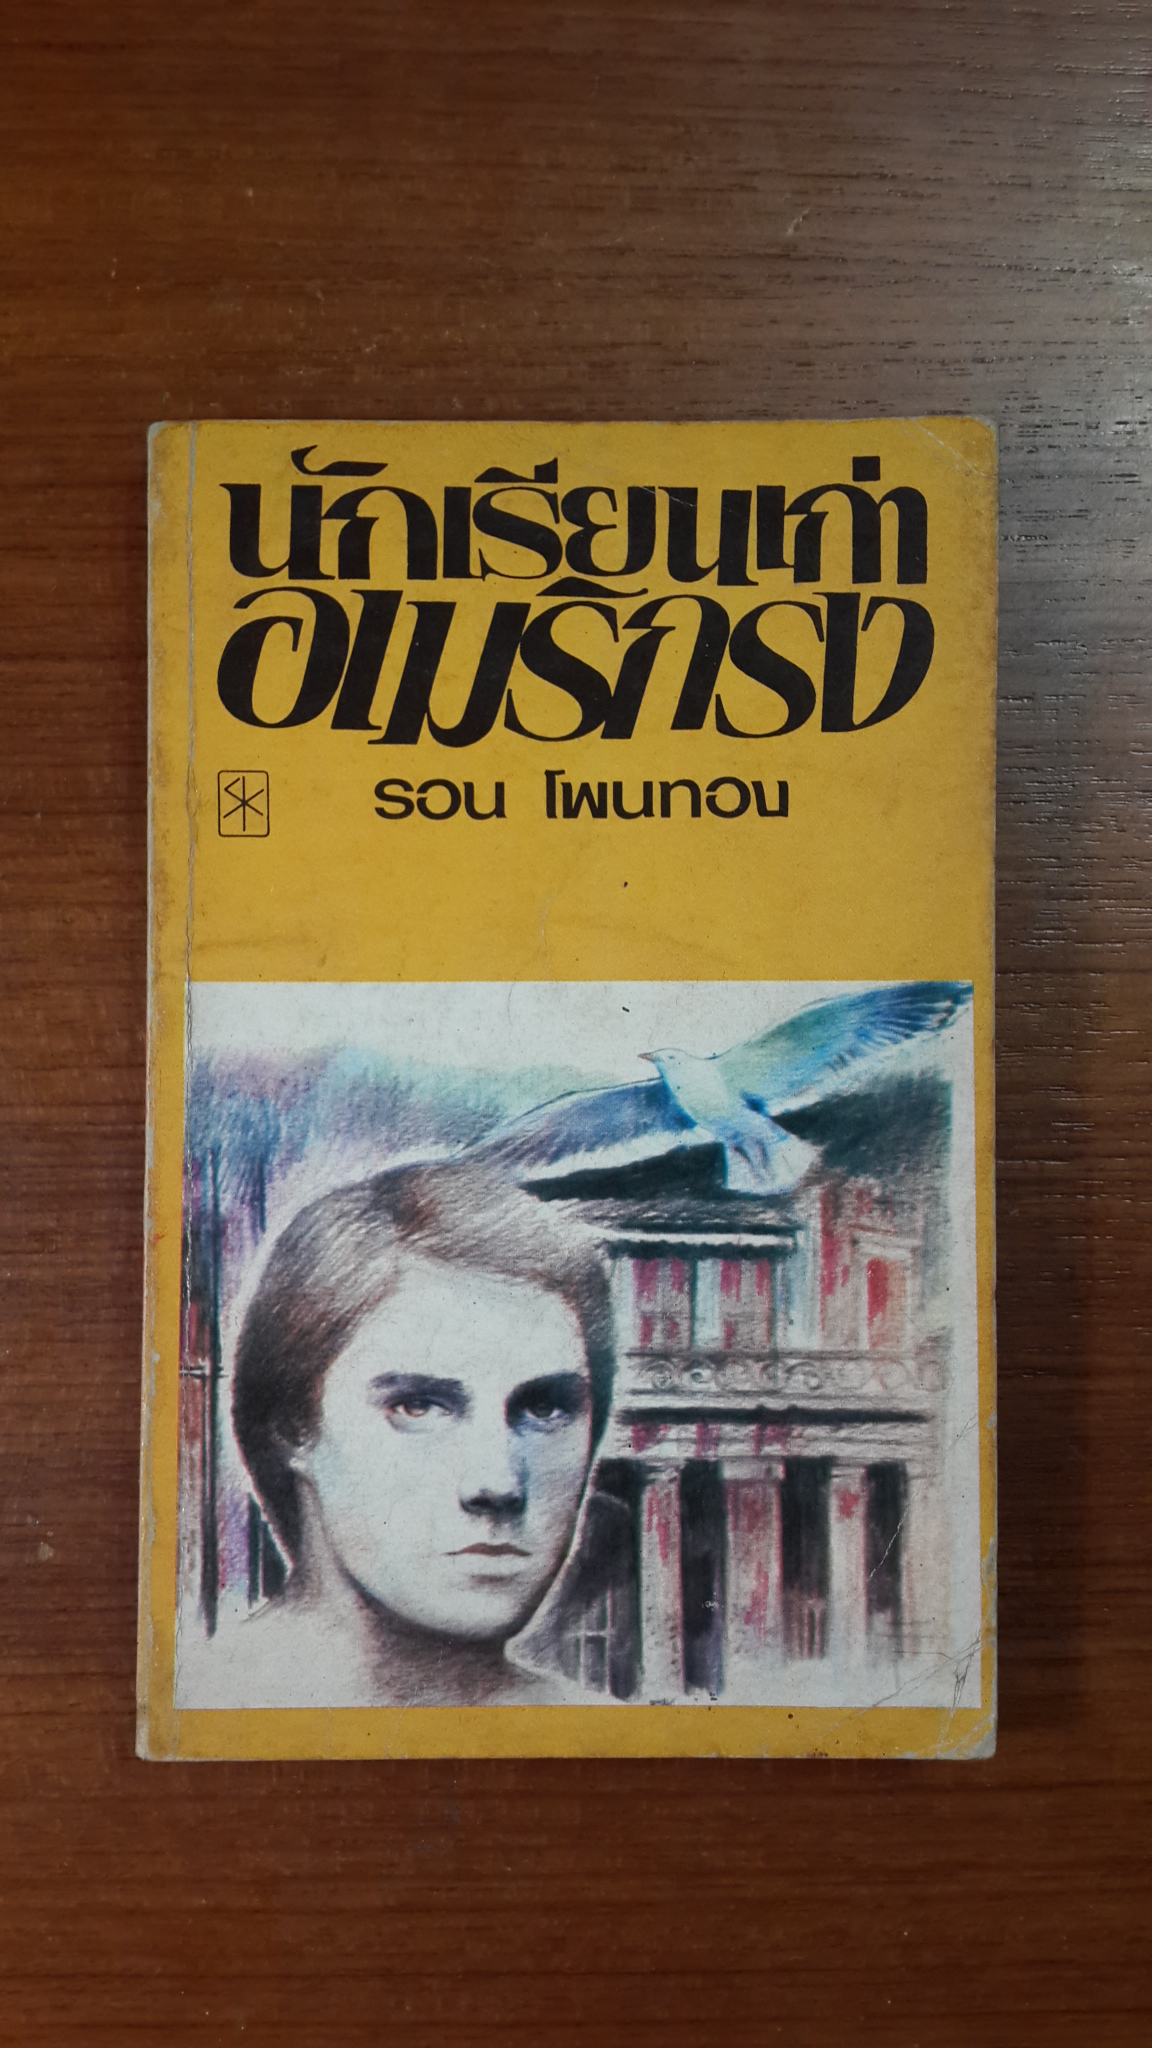 นักเรียนเก่า
อเมริกรง
รอน โพนทอง